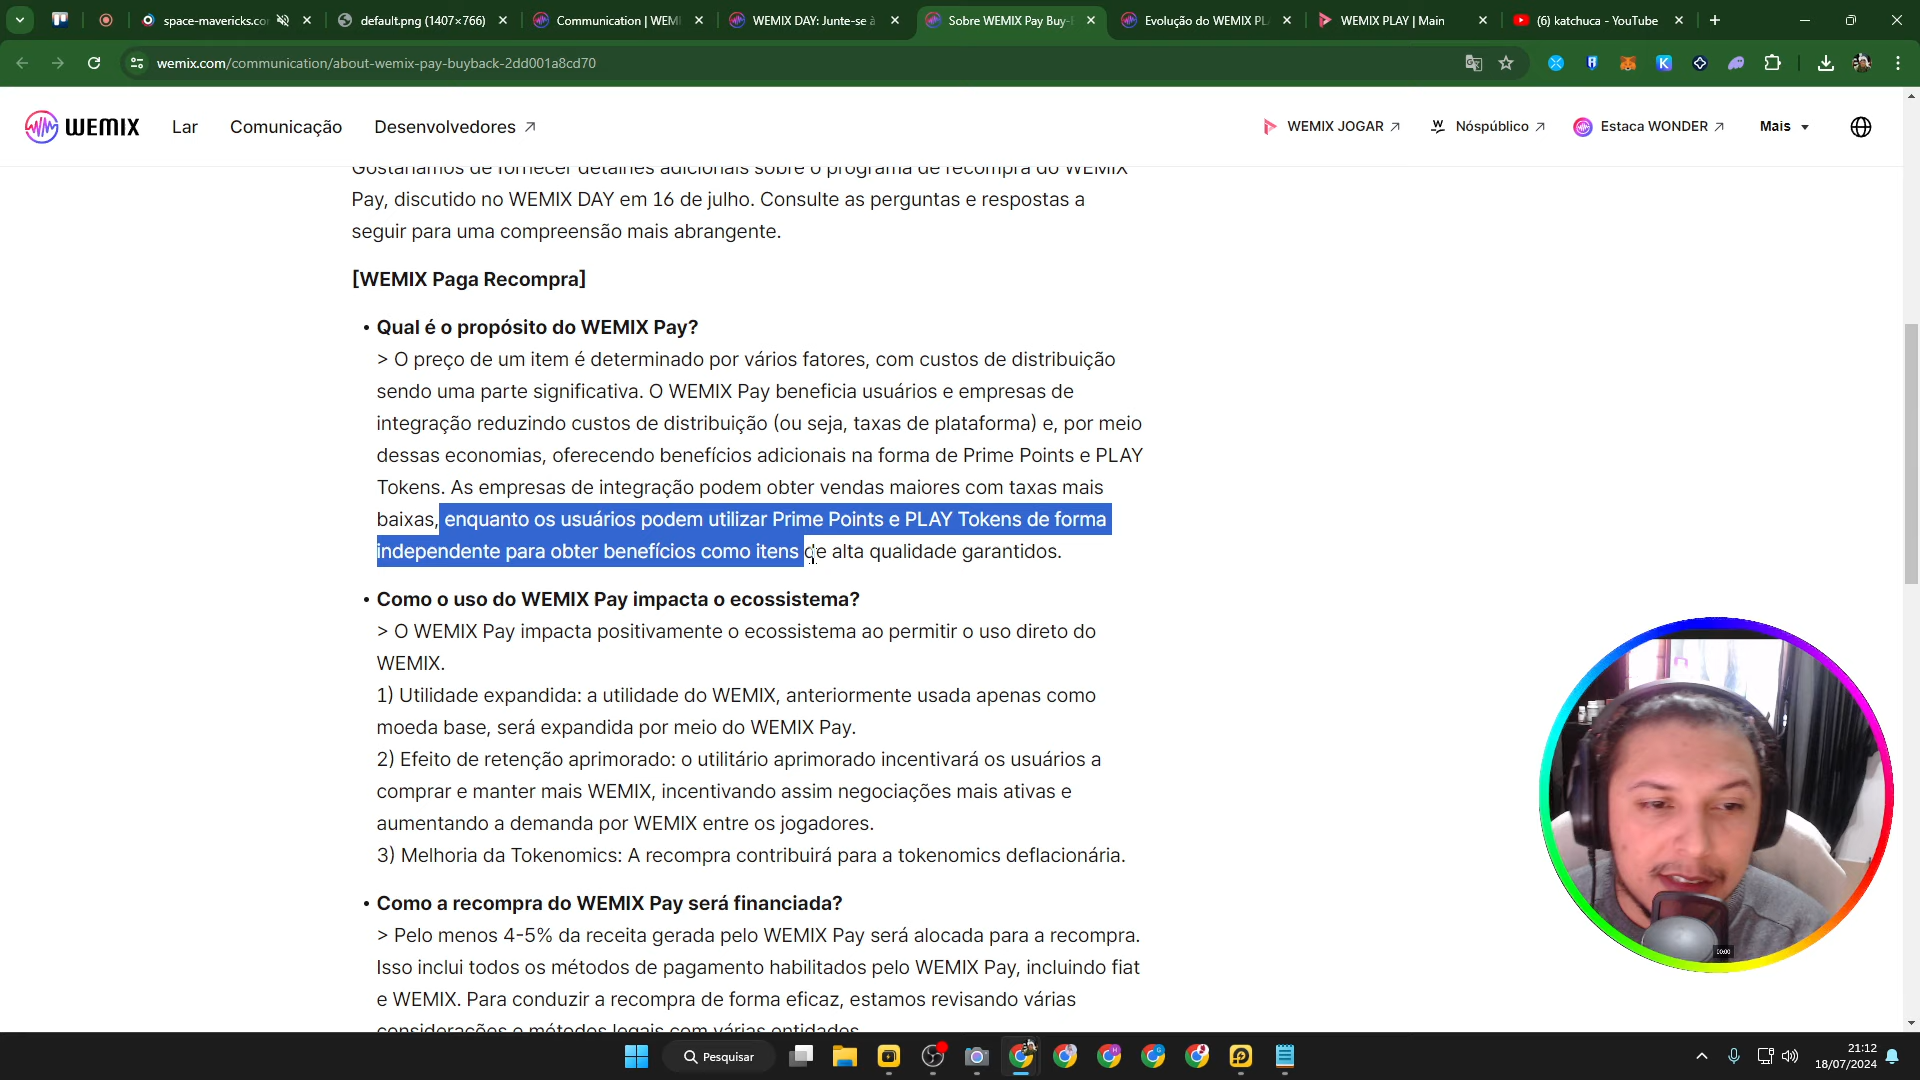 space-mavericks.co
default.png (1407×766)
Communication | WEMI
WEMIX DAY: Junte-se à
Sobre WEMIX Pay Buy-
Evolução do WEMIX PL
WEMIX PLAY | Main
(6) katchuca - YouTube
wemix.com/communication/about-wemix-pay-buyback-2dd001a8cd70
WEMIX
Lar
Comunicação
Desenvolvedores
WEMIX JOGAR
Nóspúblico
Estaca WONDER
Mais
Gostaríamos de fornecer detalhes adicionais sobre o programa de recompra do WEMIX
Pay, discutido no WEMIX DAY em 16 de julho. Consulte as perguntas e respostas a
seguir para uma compreensão mais abrangente.
[WEMIX Paga Recompra]
• Qual é o propósito do WEMIX Pay?
> O preço de um item é determinado por vários fatores, com custos de distribuição
sendo uma parte significativa. O WEMIX Pay beneficia usuários e empresas de
integração reduzindo custos de distribuição (ou seja, taxas de plataforma) e, por meio
dessas economias, oferecendo benefícios adicionais na forma de Prime Points e PLAY
Tokens. As empresas de integração podem obter vendas maiores com taxas mais
baixas, enquanto os usuários podem utilizar Prime Points e PLAY Tokens de forma
independente para obter benefícios como itens de alta qualidade garantidos.
• Como o uso do WEMIX Pay impacta o ecossistema?
> O WEMIX Pay impacta positivamente o ecossistema ao permitir o uso direto do
WEMIX.
1) Utilidade expandida: a utilidade do WEMIX, anteriormente usada apenas como
moeda base, será expandida por meio do WEMIX Pay.
2) Efeito de retenção aprimorado: o utilitário aprimorado incentivará os usuários a
comprar e manter mais WEMIX, incentivando assim negociações mais ativas e
aumentando a demanda por WEMIX entre os jogadores.
3) Melhoria da Tokenomics: A recompra contribuirá para a tokenomics deflacionária.
• Como a recompra do WEMIX Pay será financiada?
> Pelo menos 4-5% da receita gerada pelo WEMIX Pay será alocada para a recompra.
Isso inclui todos os métodos de pagamento habilitados pelo WEMIX Pay, incluindo fiat
e WEMIX. Para conduzir a recompra de forma eficaz, estamos revisando várias
considerações e métodos legais com várias entidades.
00:00
Pesquisar
21:12
18/07/2024